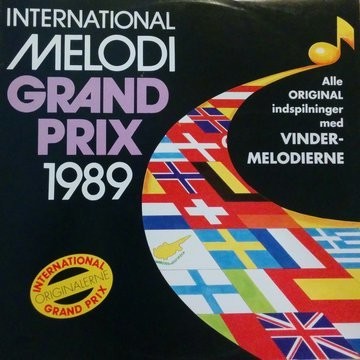 INTERNATIONAL
MELODI
GRAND
PRIX
1989
Alle
ORIGINAL
indspilninger
med
VINDER-
MELODIERNE
INTERNATIONAL
ORIGINALERNE
GRAND PRIX